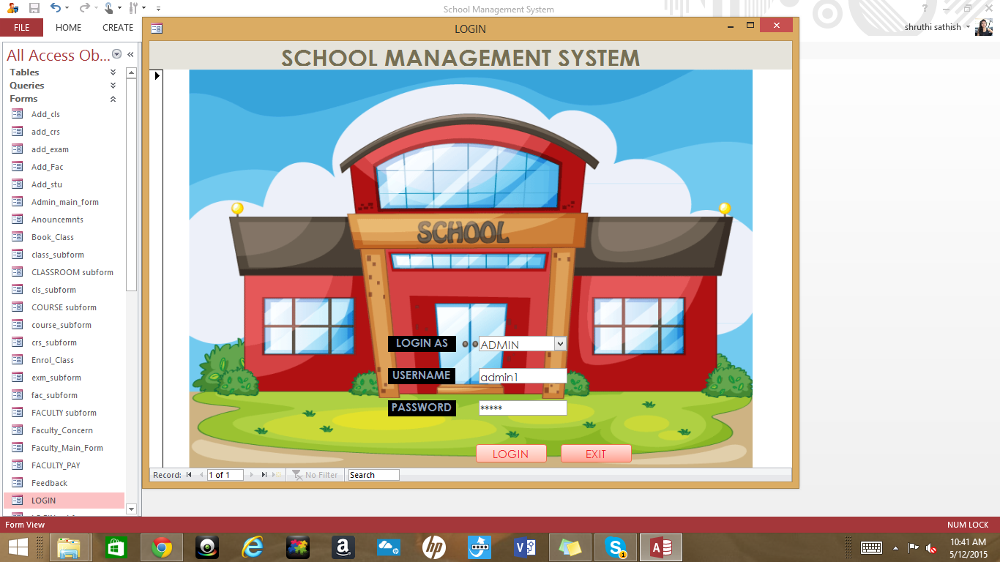 School Management System
FILE
HOME
CREATE
shruthi sathish
LOGIN
SCHOOL MANAGEMENT SYSTEM
All Access Ob...
Tables
Queries
Forms
Add_cls
add_crs
add_exam
Add_Fac
Add_stu
Admin_main_form
Anouncemnts
Book_Class
class_subform
CLASSROOM subform
cls_subform
COURSE subform
course_subform
crs_subform
Enrol_Class
exm_subform
fac_subform
FACULTY subform
Faculty_Concern
Faculty_Main_Form
FACULTY_PAY
Feedback
LOGIN
SCHOOL
LOGIN AS
ADMIN
USERNAME
admin1
PASSWORD
*****
LOGIN
EXIT
Record:
1 of 1
No Filter
Search
Form View
NUM LOCK
a
hp
V
S
1
A
10:41 AM
5/12/2015